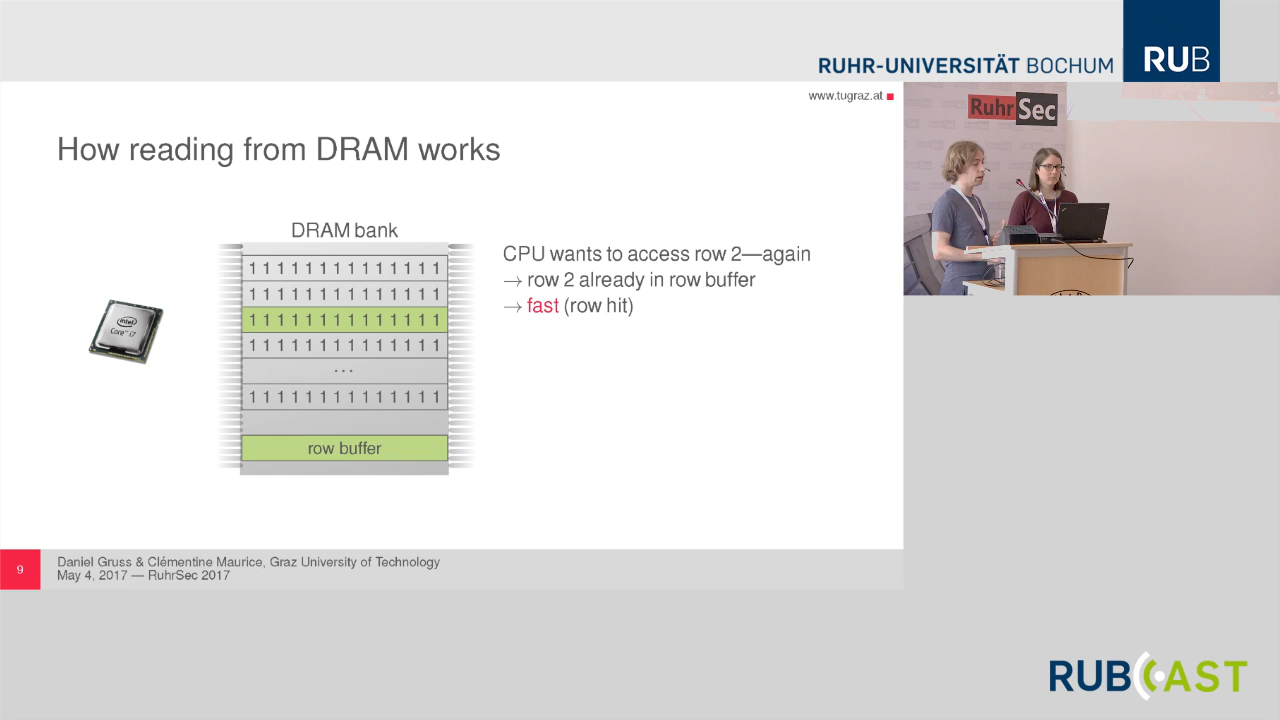 RUHR-UNIVERSITÄT BOCHUM
RUB
www.tugraz.at
RuhrSec
How reading from DRAM works
DRAM bank
1 1 1 1 1 1 1 1 1 1 1 1 1 1
1 1 1 1 1 1 1 1 1 1 1 1 1 1
1 1 1 1 1 1 1 1 1 1 1 1 1 1
1 1 1 1 1 1 1 1 1 1 1 1 1 1
...
1 1 1 1 1 1 1 1 1 1 1 1 1 1
row buffer
intel
Core i7
CPU wants to access row 2—again
→ row 2 already in row buffer
→ fast (row hit)
9
Daniel Gruss & Clémentine Maurice, Graz University of Technology
May 4, 2017 — RuhrSec 2017
RUBCAST